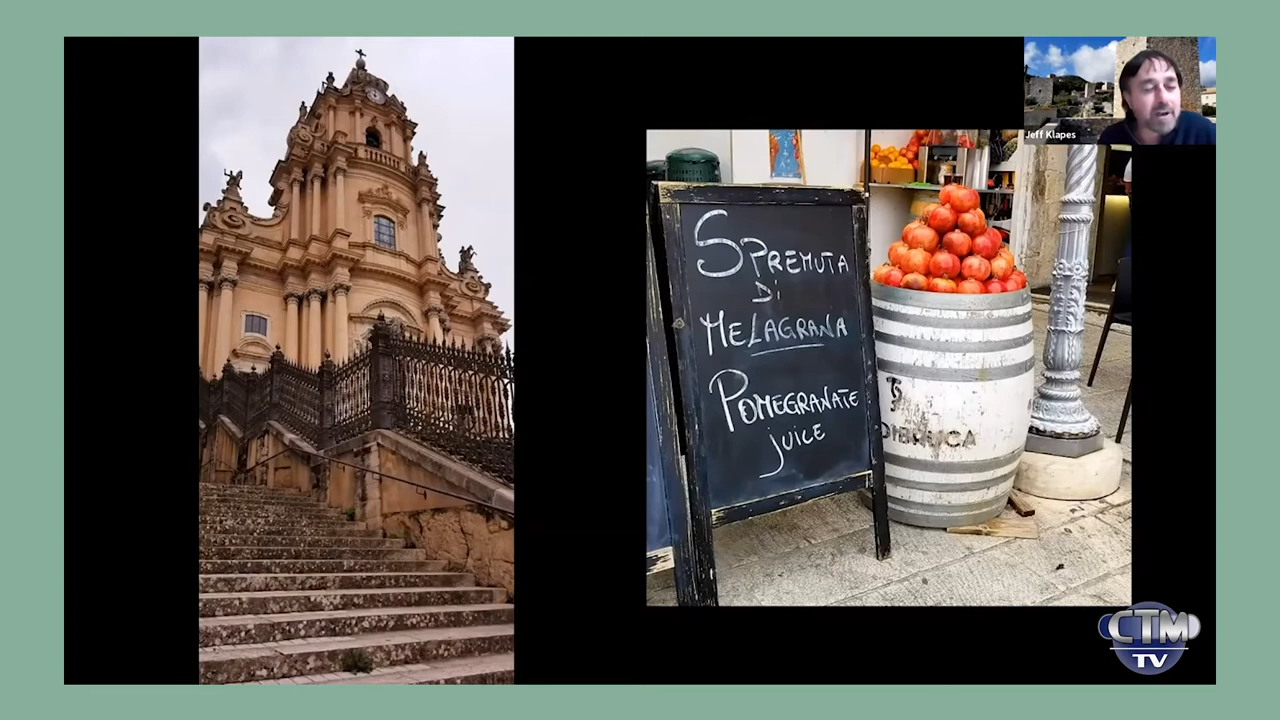 Jeff Klapes
SPREMUTA
Di
MELAGRANA
POMEGRANATE
juice
CTM
TV